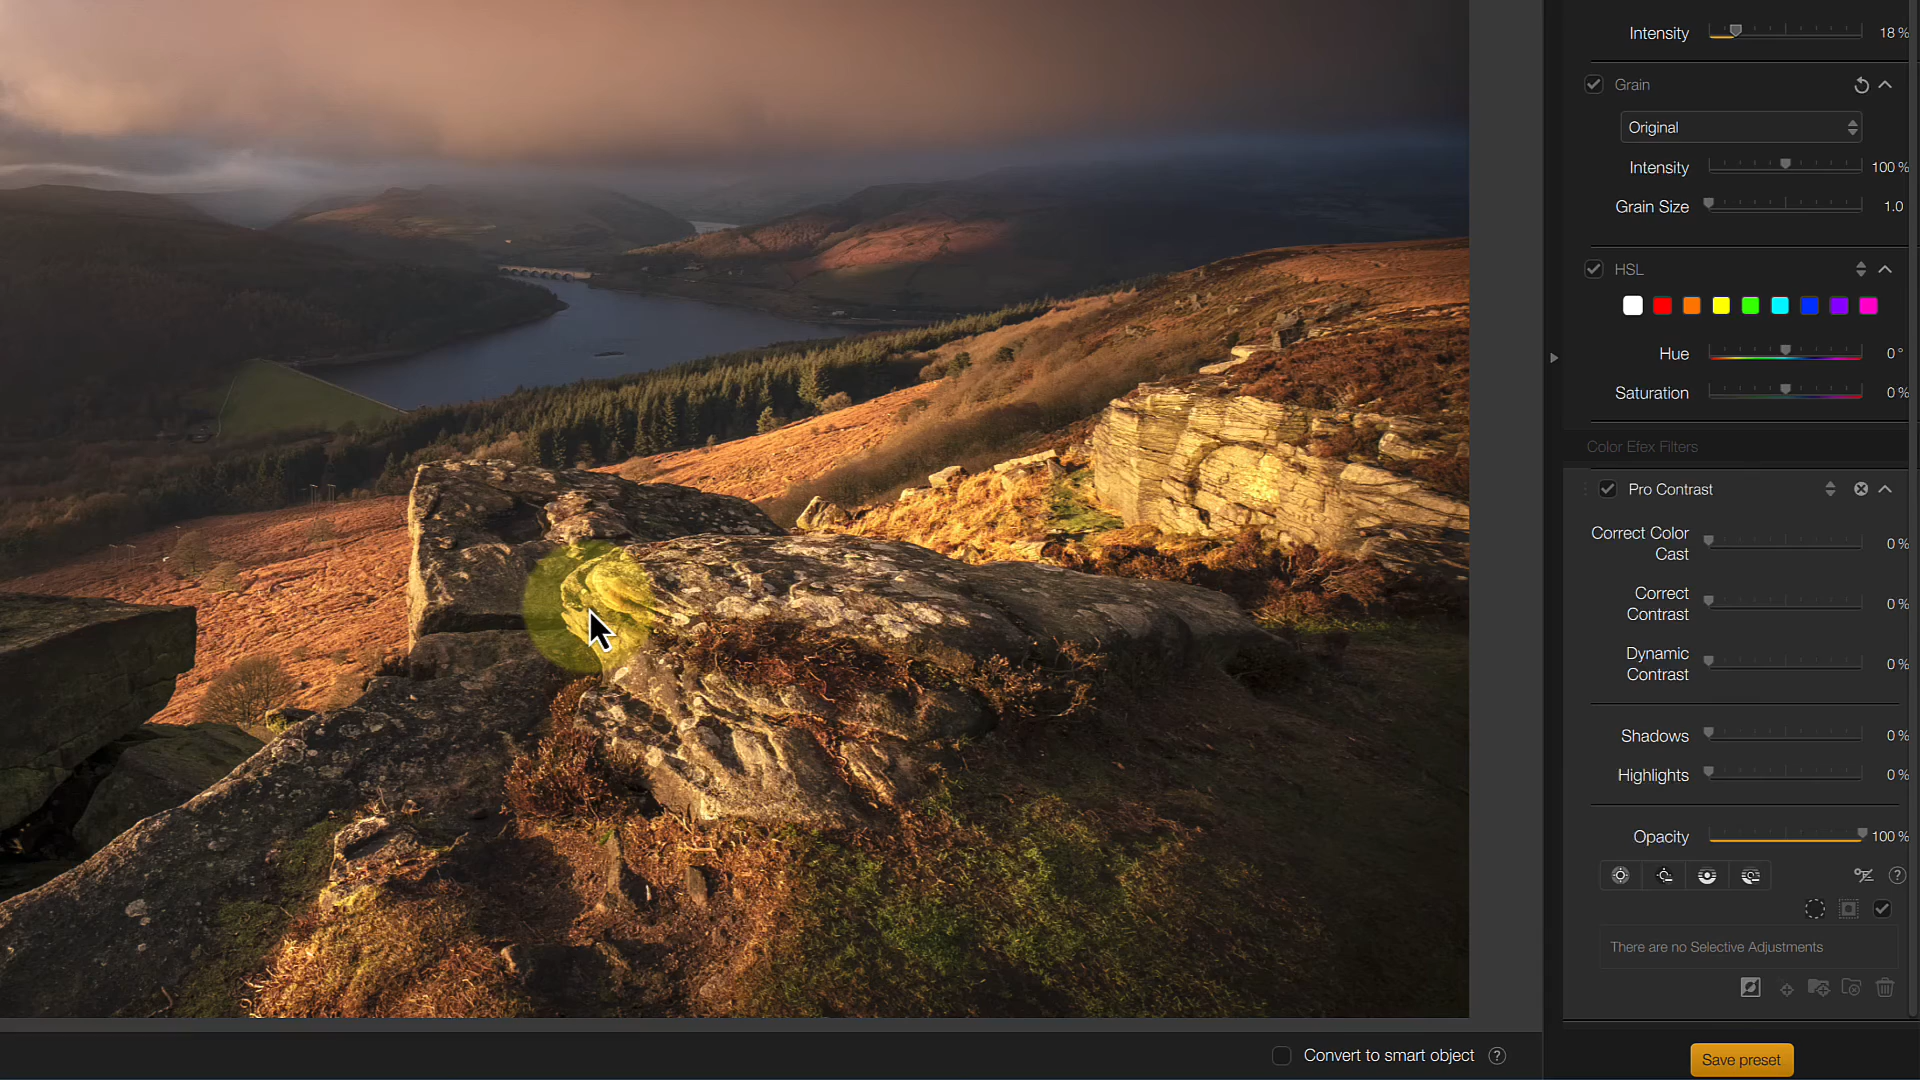 Intensity 18 %
Grain
Original
Intensity 100 %
Grain Size 1.0
HSL
Hue 0 °
Saturation 0 %
Color Efex Filters
Pro Contrast
Correct Color
Cast 0 %
Correct
Contrast 0 %
Dynamic
Contrast 0 %
Shadows 0 %
Highlights 0 %
Opacity 100 %
?
There are no Selective Adjustments
Convert to smart object ?
Save preset